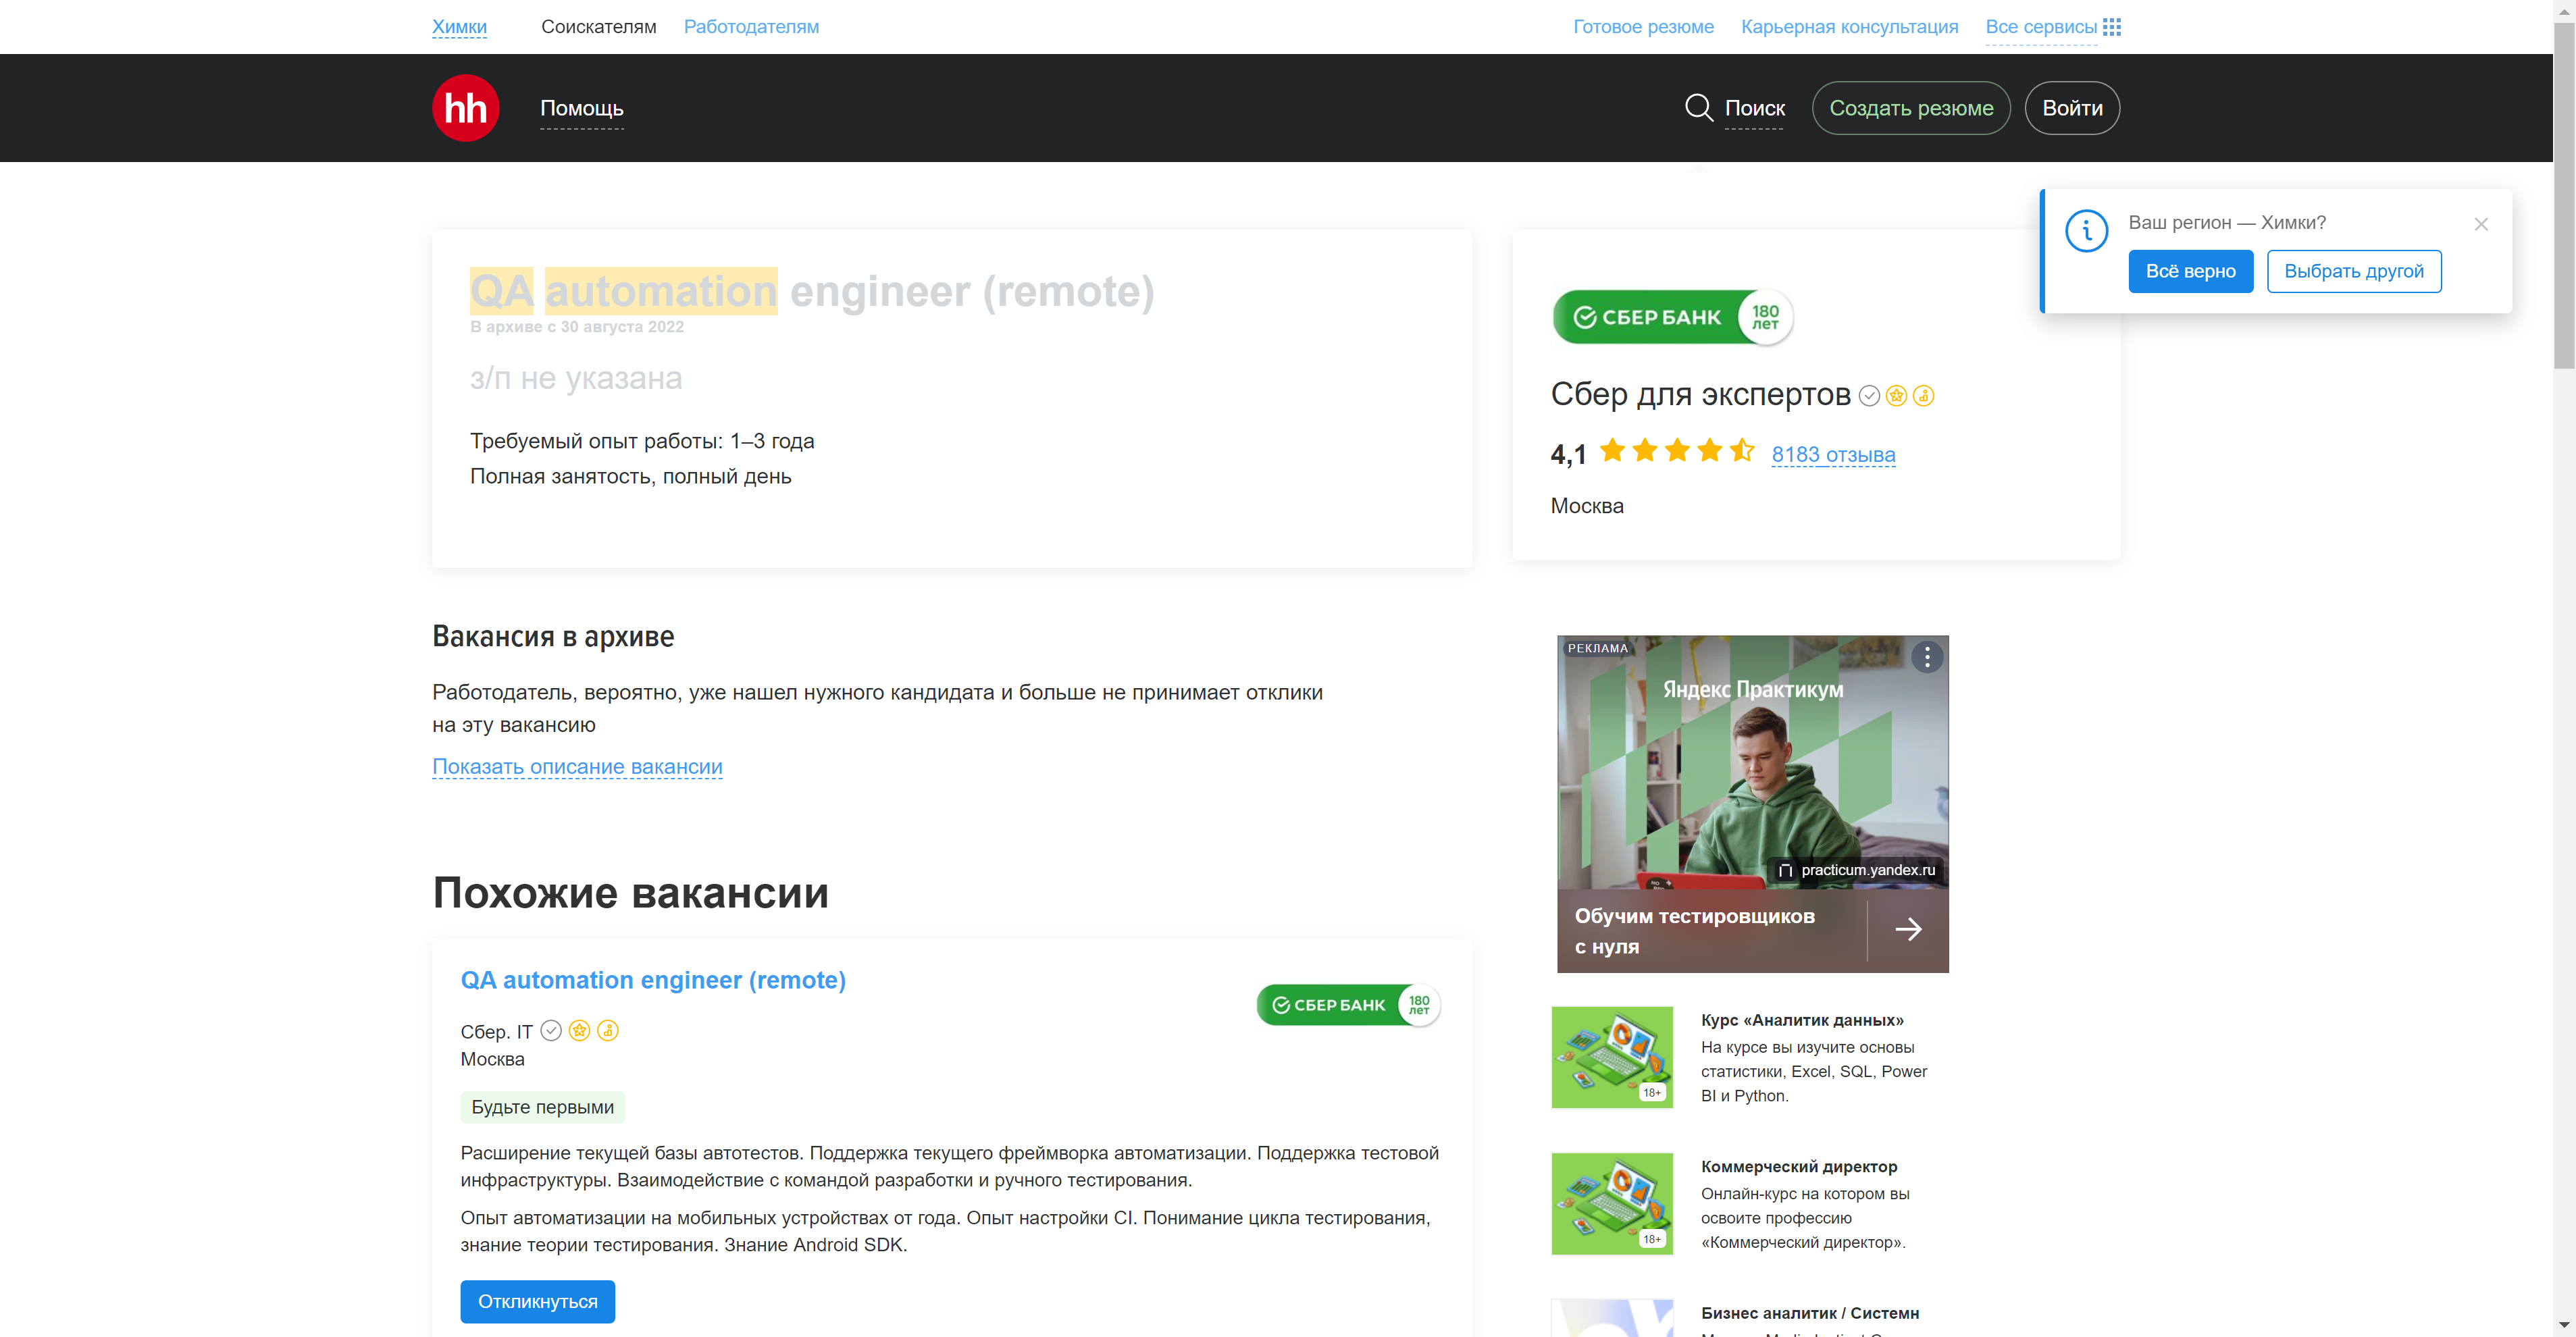 Химки
Соискателям
Работодателям
Готовое резюме
Карьерная консультация
Все сервисы
hh
Помощь
Поиск
Создать резюме
Войти
Ваш регион — Химки?
Всё верно
Выбрать другой
QA automation engineer (remote)
В архиве с 30 августа 2022
з/п не указана
Требуемый опыт работы: 1–3 года
Полная занятость, полный день
СБЕР БАНК
180
лет
Сбер для экспертов
4,1
8183 отзыва
Москва
Вакансия в архиве
Работодатель, вероятно, уже нашел нужного кандидата и больше не принимает отклики
на эту вакансию
Показать описание вакансии
Похожие вакансии
QA automation engineer (remote)
СБЕР БАНК
180
лет
Сбер. IT
Москва
Будьте первыми
Расширение текущей базы автотестов. Поддержка текущего фреймворка автоматизации. Поддержка тестовой
инфраструктуры. Взаимодействие с командой разработки и ручного тестирования.
Опыт автоматизации на мобильных устройствах от года. Опыт настройки CI. Понимание цикла тестирования,
знание теории тестирования. Знание Android SDK.
Откликнуться
РЕКЛАМА
Яндекс Практикум
practicum.yandex.ru
Обучим тестировщиков
с нуля
18+
Курс «Аналитик данных»
На курсе вы изучите основы
статистики, Excel, SQL, Power
BI и Python.
18+
Коммерческий директор
Онлайн-курс на котором вы
освоите профессию
«Коммерческий директор».
Бизнес аналитик / Системн